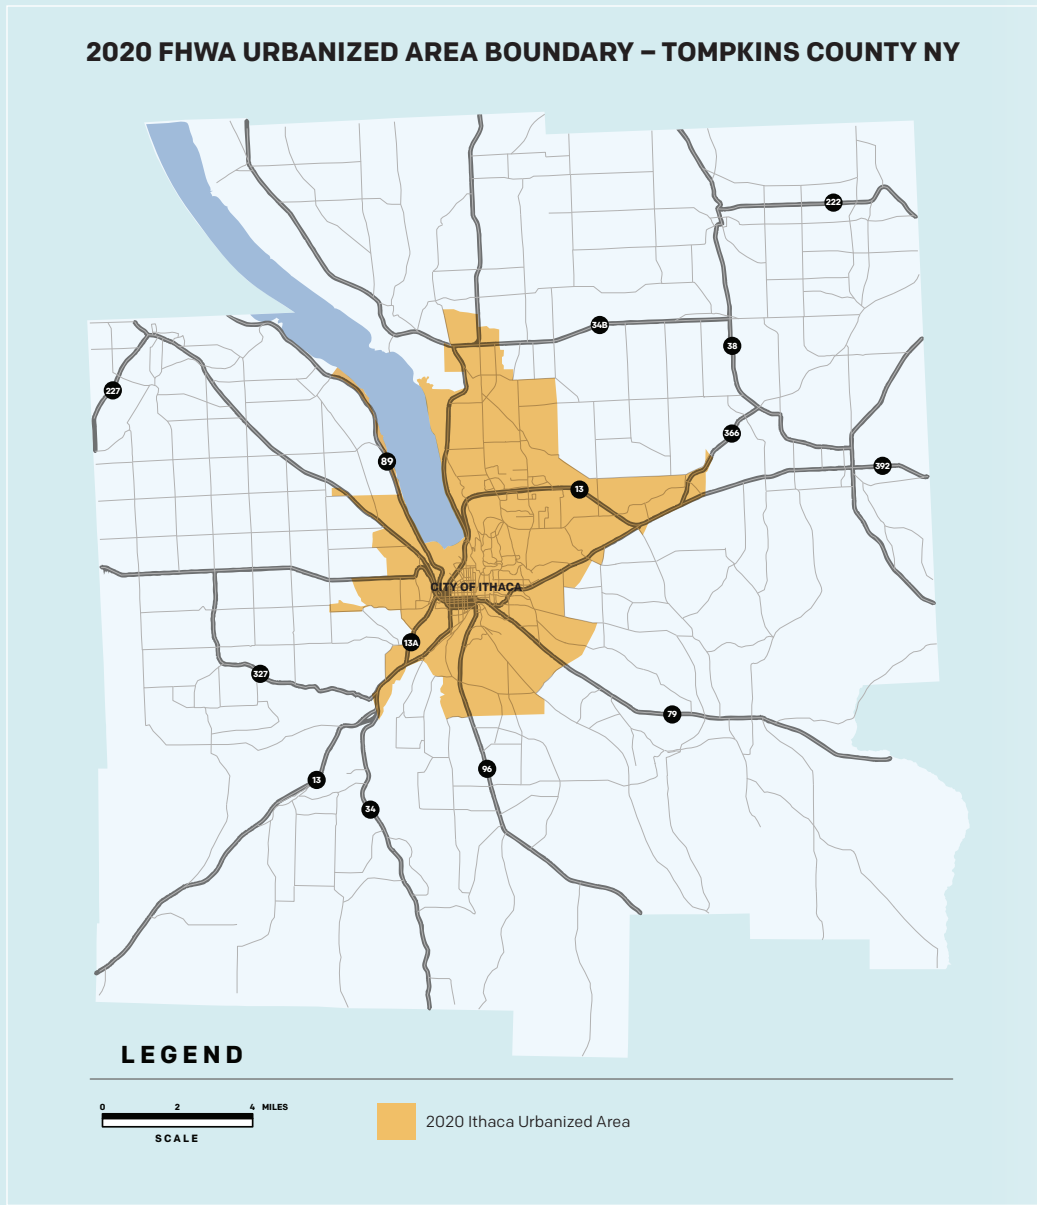 2020 FHWA URBANIZED AREA BOUNDARY – TOMPKINS COUNTY NY
222
34B
38
227
366
89
392
13
CITY OF ITHACA
13A
327
79
96
13
34
LEGEND
0 2 4 MILES
SCALE
2020 Ithaca Urbanized Area